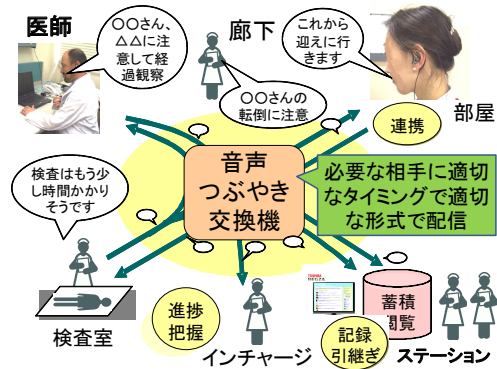 医師
〇〇さん、
△△に注
意して経
過観察
廊下
これから
迎えに行
きます
部屋
〇〇さんの
転倒に注意
連携
検査はもう少
し時間かかり
そうです
音声
つぶやき
交換機
必要な相手に適切
なタイミングで適切
な形式で配信
検査室
進捗
把握
インチャージ
TOSHIBA
蓄積
閲覧
記録
引継ぎ
ステーション